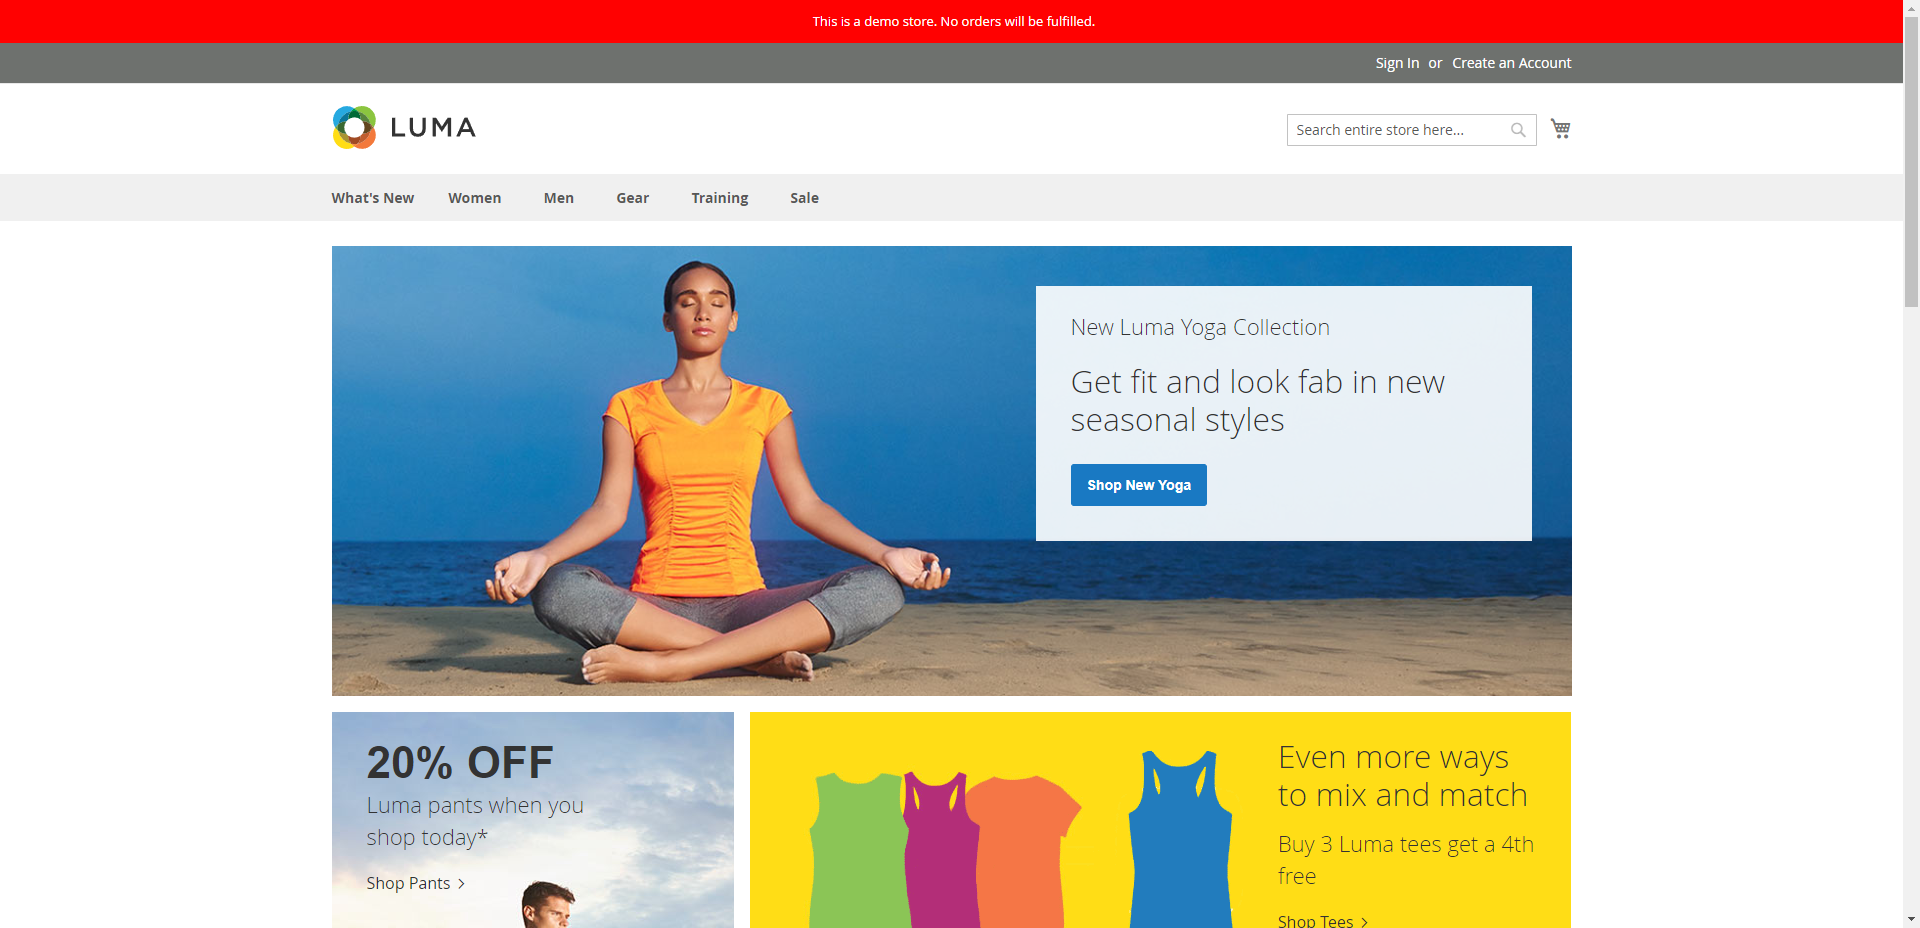 This is a demo store. No orders will be fulfilled.
Sign In or Create an Account
LUMA
Search entire store here...
What's New Women Men Gear Training Sale
New Luma Yoga Collection
Get fit and look fab in new
seasonal styles
Shop New Yoga
20% OFF
Luma pants when you
shop today*
Shop Pants
Even more ways
to mix and match
Buy 3 Luma tees get a 4th
free
Shop Tees